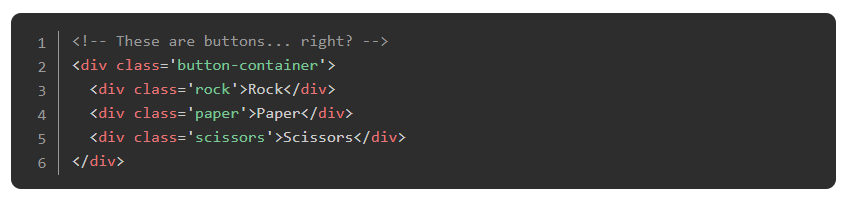 1 <!-- These are buttons... right? -->
2 <div class='button-container'>
3   <div class='rock'>Rock</div>
4   <div class='paper'>Paper</div>
5   <div class='scissors'>Scissors</div>
6 </div>